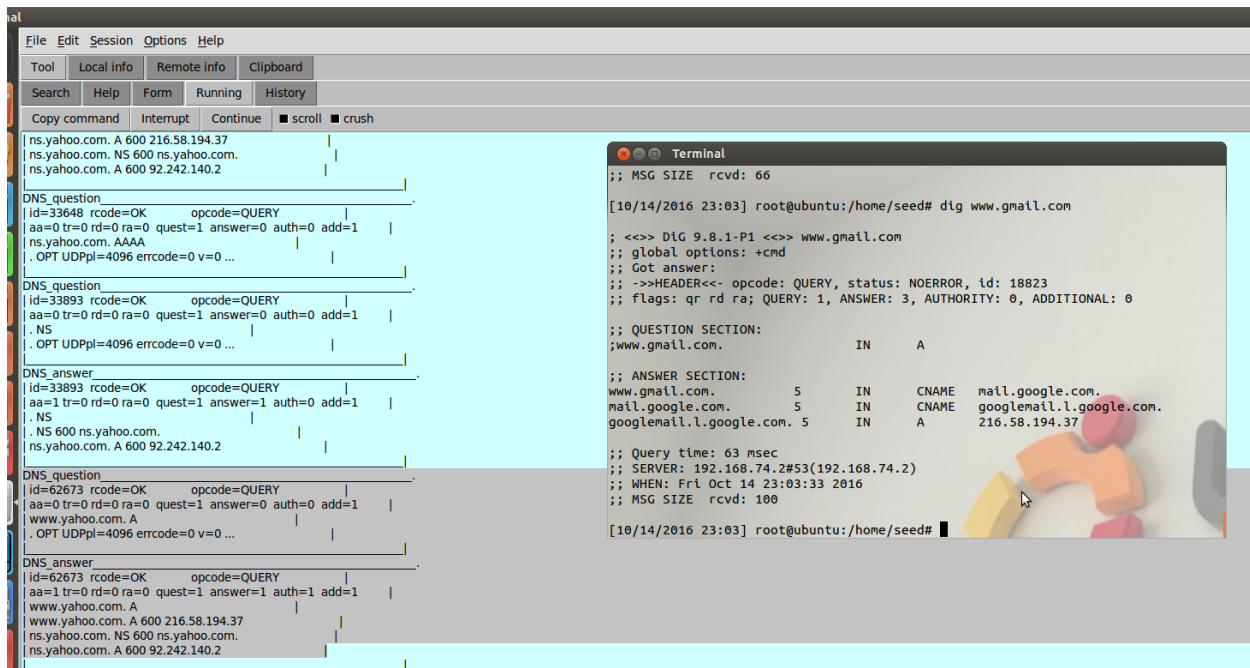 nal
File Edit Session Options Help
Tool Local info Remote info Clipboard
Search Help Form Running History
Copy command Interrupt Continue scroll crush
| ns.yahoo.com. A 600 216.58.194.37 |
| ns.yahoo.com. NS 600 ns.yahoo.com. |
| ns.yahoo.com. A 600 92.242.140.2 |
|_____________________________________________|
DNS_question______________________________________.
| id=33648 rcode=OK opcode=QUERY |
| aa=0 tr=0 rd=0 ra=0 quest=1 answer=0 auth=0 add=1 |
| ns.yahoo.com. AAAA |
| . OPT UDPpl=4096 errcode=0 v=0 ... |
|_____________________________________________|
DNS_question______________________________________.
| id=33893 rcode=OK opcode=QUERY |
| aa=0 tr=0 rd=0 ra=0 quest=1 answer=0 auth=0 add=1 |
| . NS |
| . OPT UDPpl=4096 errcode=0 v=0 ... |
|_____________________________________________|
DNS_answer______________________________________.
| id=33893 rcode=OK opcode=QUERY |
| aa=1 tr=0 rd=0 ra=0 quest=1 answer=1 auth=0 add=1 |
| . NS |
| . NS 600 ns.yahoo.com. |
| ns.yahoo.com. A 600 92.242.140.2 |
|_____________________________________________|
DNS_question______________________________________.
| id=62673 rcode=OK opcode=QUERY |
| aa=0 tr=0 rd=0 ra=0 quest=1 answer=0 auth=0 add=1 |
| www.yahoo.com. A |
| . OPT UDPpl=4096 errcode=0 v=0 ... |
|_____________________________________________|
DNS_answer______________________________________.
| id=62673 rcode=OK opcode=QUERY |
| aa=1 tr=0 rd=0 ra=0 quest=1 answer=1 auth=1 add=1 |
| www.yahoo.com. A |
| www.yahoo.com. A 600 216.58.194.37 |
| ns.yahoo.com. NS 600 ns.yahoo.com. |
| ns.yahoo.com. A 600 92.242.140.2 |
Terminal
;; MSG SIZE rcvd: 66
[10/14/2016 23:03] root@ubuntu:/home/seed# dig www.gmail.com
; <<>> DiG 9.8.1-P1 <<>> www.gmail.com
;; global options: +cmd
;; Got answer:
;; ->>HEADER<<- opcode: QUERY, status: NOERROR, id: 18823
;; flags: qr rd ra; QUERY: 1, ANSWER: 3, AUTHORITY: 0, ADDITIONAL: 0
;; QUESTION SECTION:
;www.gmail.com. IN A
;; ANSWER SECTION:
www.gmail.com. 5 IN CNAME mail.google.com.
mail.google.com. 5 IN CNAME googlemail.l.google.com.
googlemail.l.google.com. 5 IN A 216.58.194.37
;; Query time: 63 msec
;; SERVER: 192.168.74.2#53(192.168.74.2)
;; WHEN: Fri Oct 14 23:03:33 2016
;; MSG SIZE rcvd: 100
[10/14/2016 23:03] root@ubuntu:/home/seed#